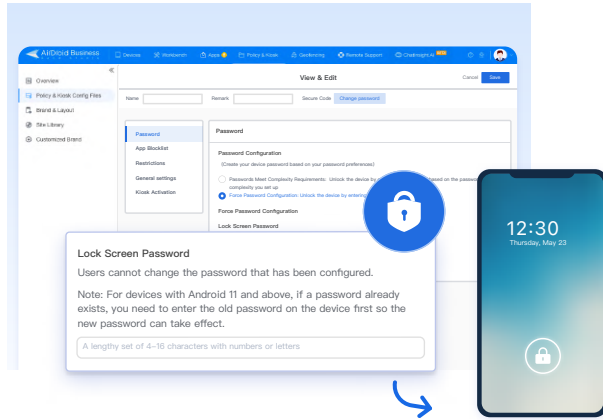 AirDroid Business
Devices
Workbench
Apps
Policy & Kiosk
Geofencing
Remote Support
ChatInsight.AI
Overview
Policy & Kiosk Config Files
Brand & Layout
Site Library
Customized Brand
View & Edit
Cancel
Save
Name
Remark
Secure Code
Change password
Password
App Blocklist
Restrictions
General settings
Kiosk Activation
Password
Password Configuration
(Create your device password based on your password preferences)
Passwords Meet Complexity Requirements: Unlock the device by
based on the passwo
complexity you set up
Force Password Configuration: Unlock the device by entering
Force Password Configuration
Lock Screen Password
Lock Screen Password
Users cannot change the password that has been configured.
Note: For devices with Android 11 and above, if a password already
exists, you need to enter the old password on the device first so the
new password can take effect.
A lengthy set of 4-16 characters with numbers or letters
12:30
Thursday, May 23